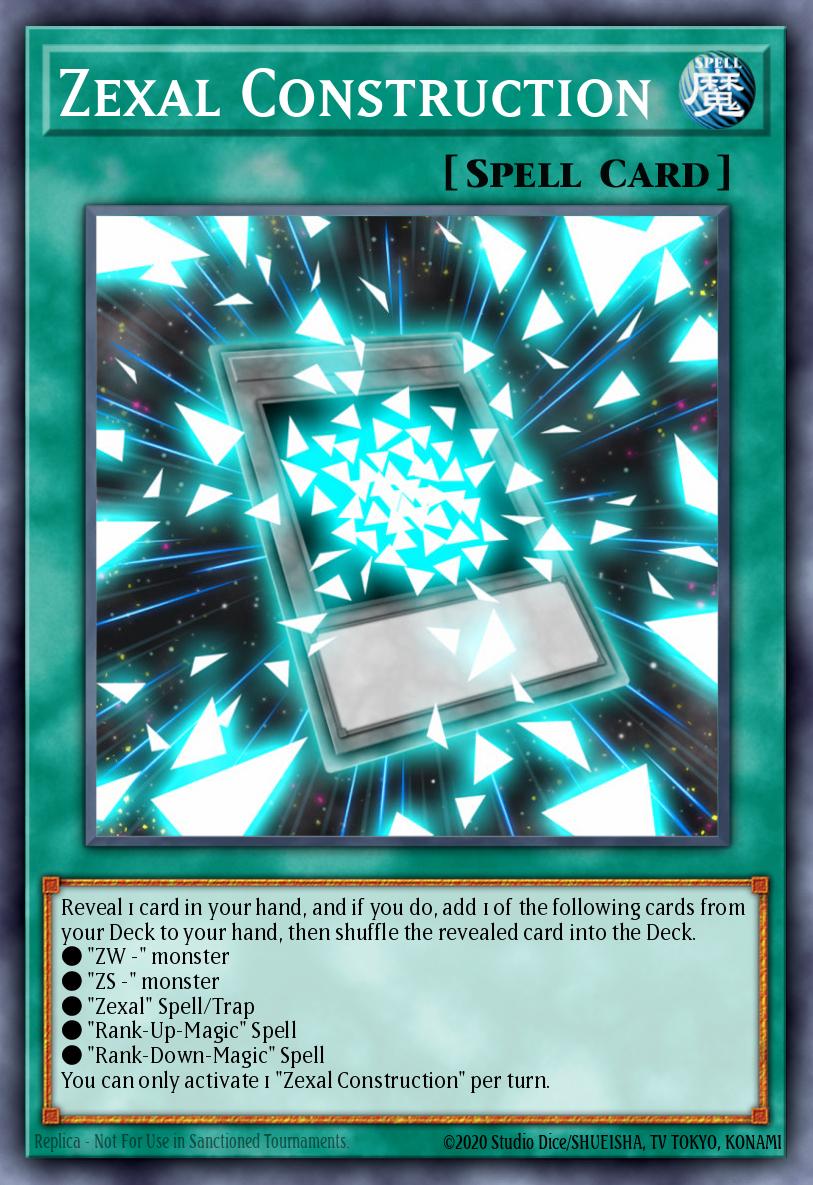 Zexal Construction
SPELL
魔
[ Spell Card ]
Reveal 1 card in your hand, and if you do, add 1 of the following cards from
your Deck to your hand, then shuffle the revealed card into the Deck.
● "ZW -" monster
● "ZS -" monster
● "Zexal" Spell/Trap
● "Rank-Up-Magic" Spell
● "Rank-Down-Magic" Spell
You can only activate 1 "Zexal Construction" per turn.
Replica - Not For Use in Sanctioned Tournaments.
©2020 Studio Dice/SHUEISHA, TV TOKYO, KONAMI